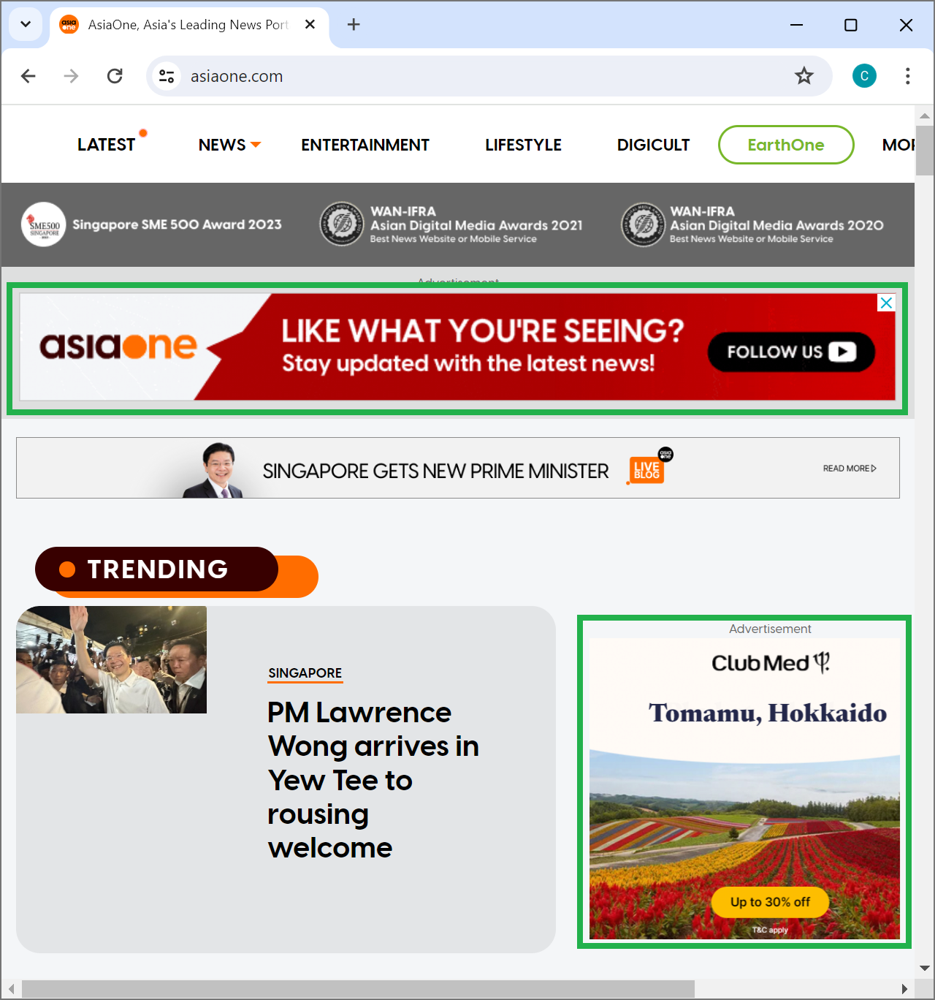 AsiaOne, Asia's Leading News Port
asiaone.com
C
LATEST
NEWS
ENTERTAINMENT
LIFESTYLE
DIGICULT
EarthOne
MOR
SME500
SINGAPORE
Singapore SME 500 Award 2023
WAN-IFRA
Asian Digital Media Awards 2021
Best News Website or Mobile Service
WAN-IFRA
Asian Digital Media Awards 2020
Best News Website or Mobile Service
Advertisement
asiaone
LIKE WHAT YOU'RE SEEING?
Stay updated with the latest news!
FOLLOW US
SINGAPORE GETS NEW PRIME MINISTER
LIVE
BLOG
asia
one
READ MORE
TRENDING
SINGAPORE
PM Lawrence
Wong arrives in
Yew Tee to
rousing
welcome
Advertisement
Club Med
Tomamu, Hokkaido
Up to 30% off
T&C apply